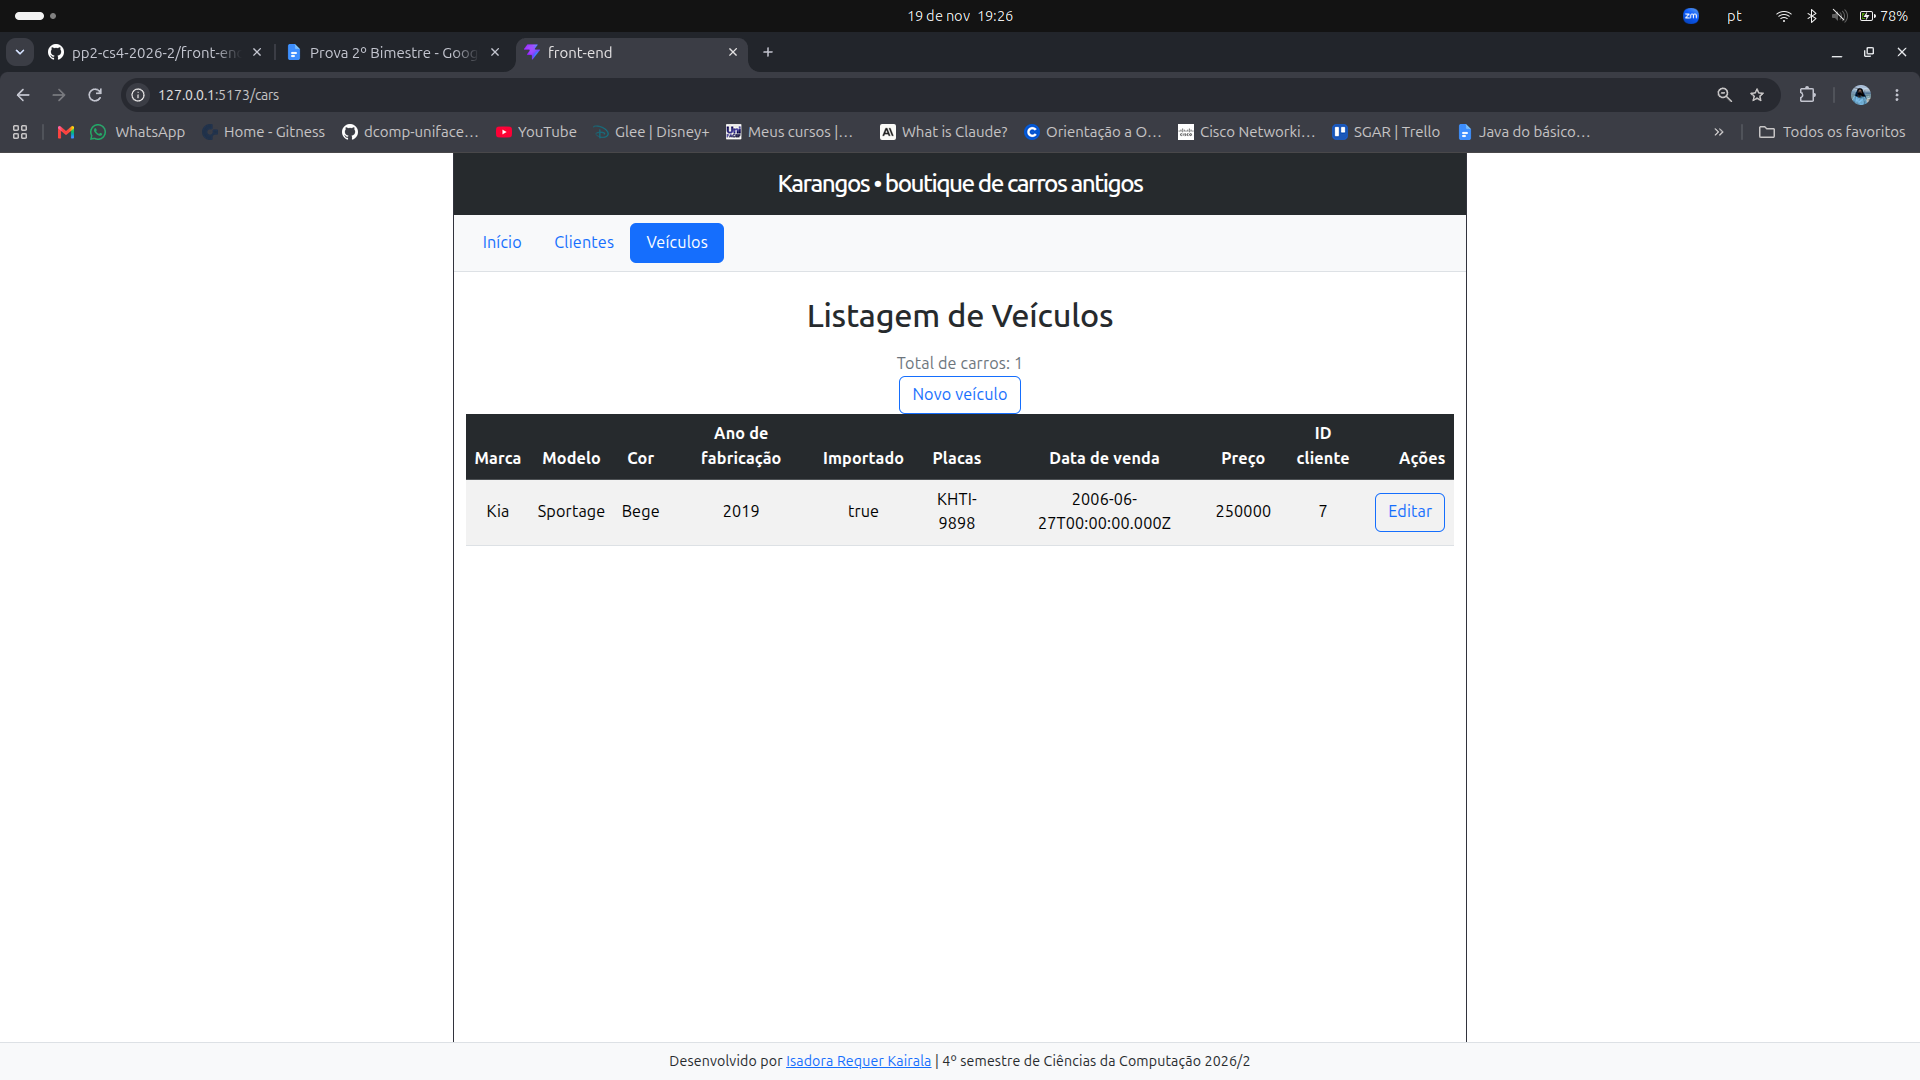 19 de nov 19:26
pt
78%
pp2-cs4-2026-2/front-en
Prova 2º Bimestre - Goog
front-end
127.0.0.1:5173/cars
WhatsApp
Home - Gitness
dcomp-uniface…
YouTube
Glee | Disney+
Meus cursos |…
What is Claude?
Orientação a O…
Cisco Networki…
SGAR | Trello
Java do básico…
Todos os favoritos
Karangos • boutique de carros antigos
Início
Clientes
Veículos
Listagem de Veículos
Total de carros: 1
Novo veículo
Marca Modelo Cor Ano de fabricação Importado Placas Data de venda Preço ID cliente Ações
Kia Sportage Bege 2019 true KHTI-9898 2006-06-27T00:00:00.000Z 250000 7 Editar
Desenvolvido por Isadora Requer Kairala | 4º semestre de Ciências da Computação 2026/2